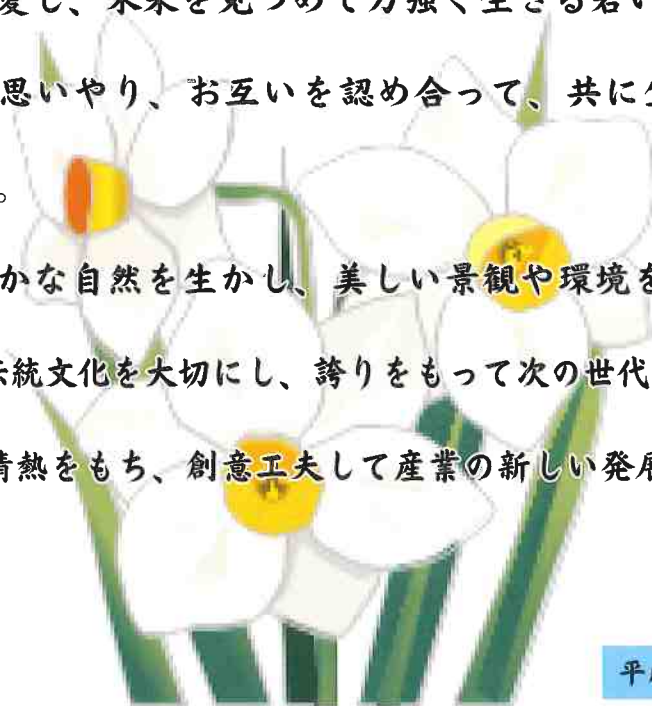 愛し、未来を見つめて力強く生きる若い
思いやり、お互いを認め合って、共に生
。
かな自然を生かし、美しい景観や環境を
伝統文化を大切にし、誇りをもって次の世代
情熱をもち、創意工夫して産業の新しい発展
平成